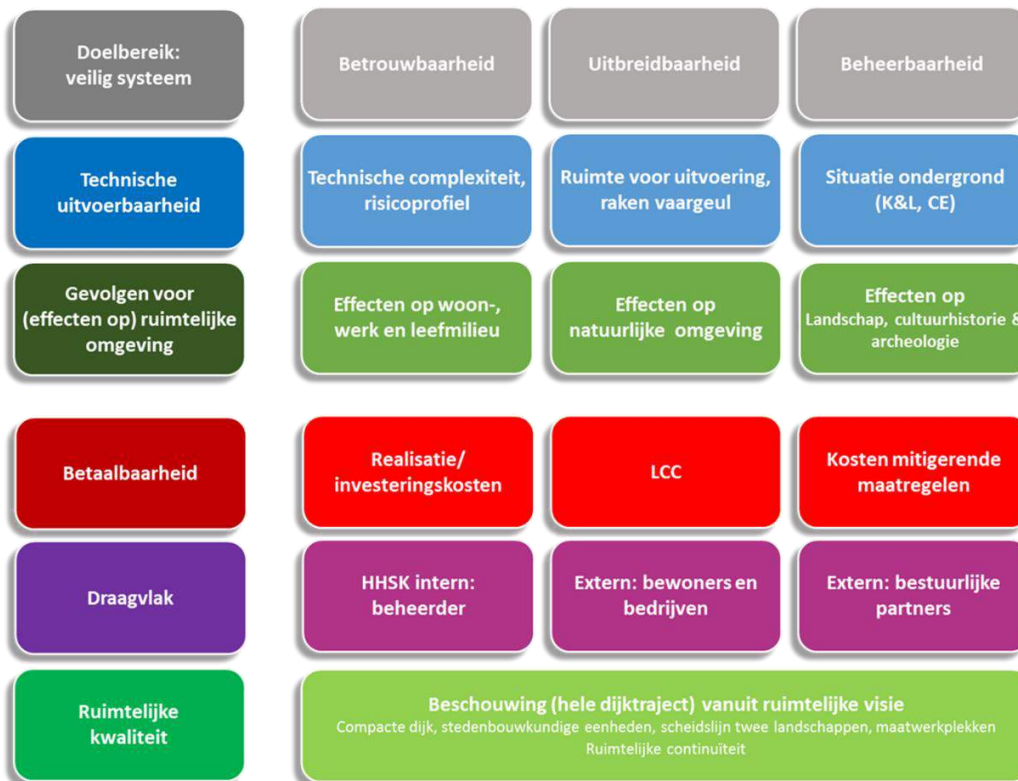 Doelbereik:
veilig systeem
Betrouwbaarheid
Uitbreidbaarheid
Beheerbaarheid
Technische
uitvoerbaarheid
Technische complexiteit,
risicoprofiel
Ruimte voor uitvoering,
raken vaargeul
Situatie ondergrond
(K&L, CE)
Gevolgen voor
(effecten op) ruimtelijke
omgeving
Effecten op woon-,
werk en leefmilieu
Effecten op
natuurlijke omgeving
Effecten op
Landschap, cultuurhistorie &
archeologie
Betaalbaarheid
Realisatie/
investeringskosten
LCC
Kosten mitigerende
maatregelen
Draagvlak
HHSK intern:
beheerder
Extern: bewoners en
bedrijven
Extern: bestuurlijke
partners
Ruimtelijke
kwaliteit
Beschouwing (hele dijktraject) vanuit ruimtelijke visie
Compacte dijk, stedenbouwkundige eenheden, scheidslijn twee landschappen, maatwerkplekken
Ruimtelijke continuïteit